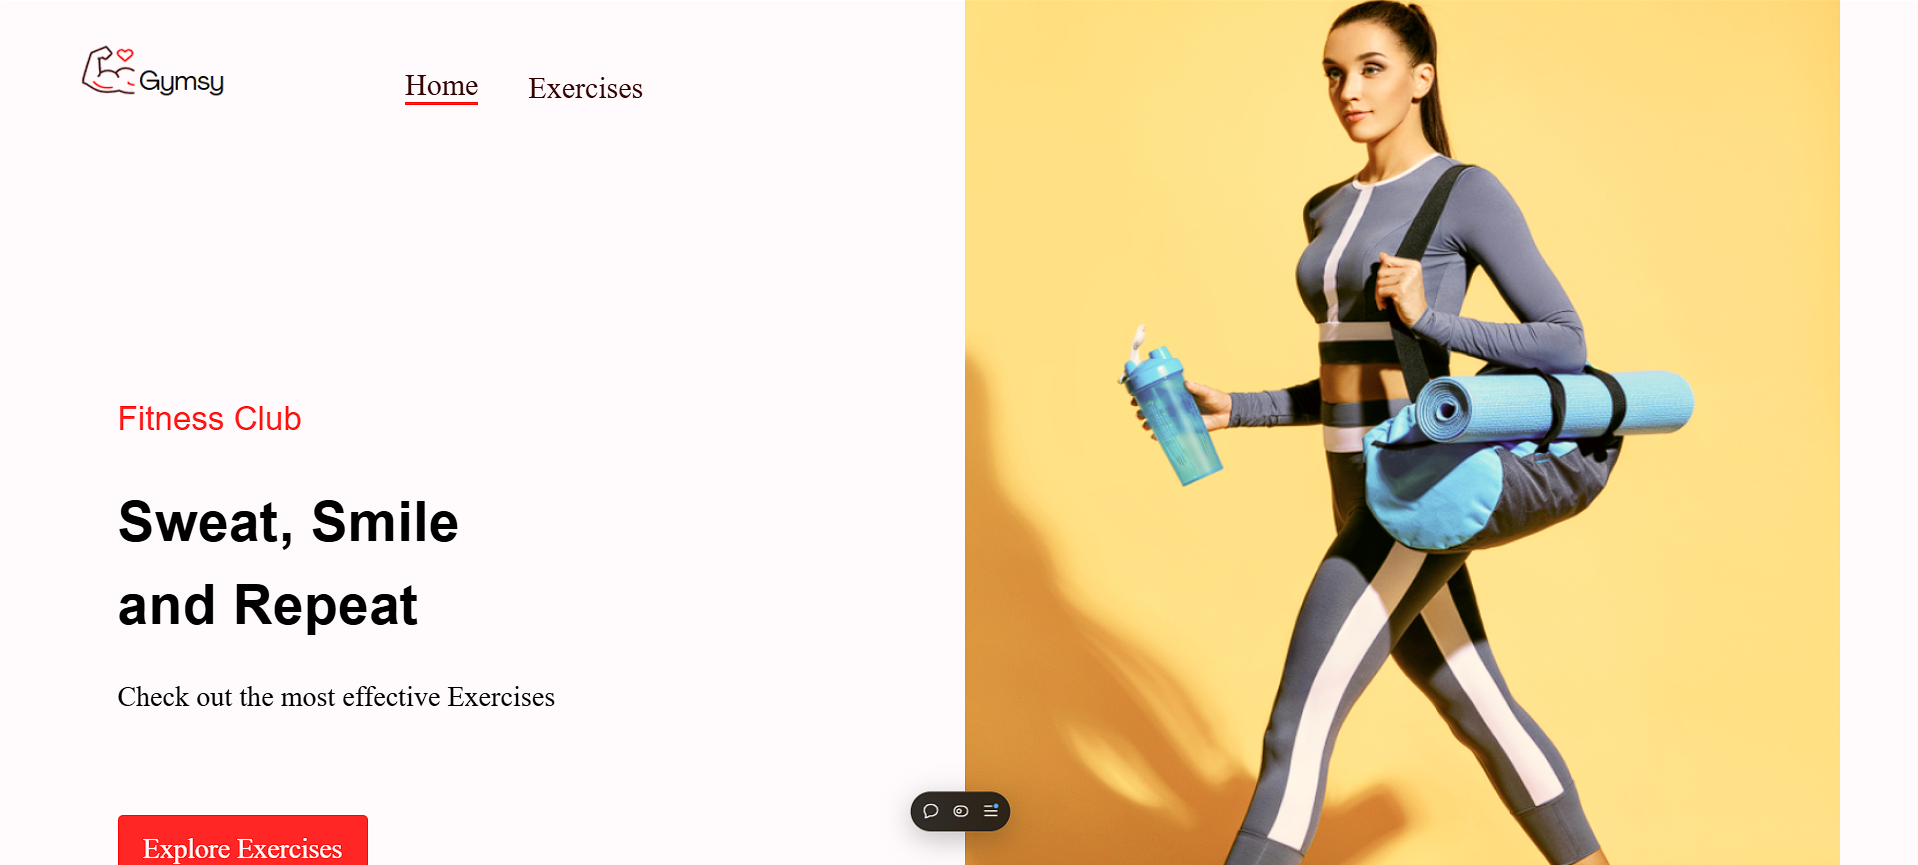 Gymsy
Home Exercises
Fitness Club
Sweat, Smile
and Repeat
Check out the most effective Exercises
Explore Exercises